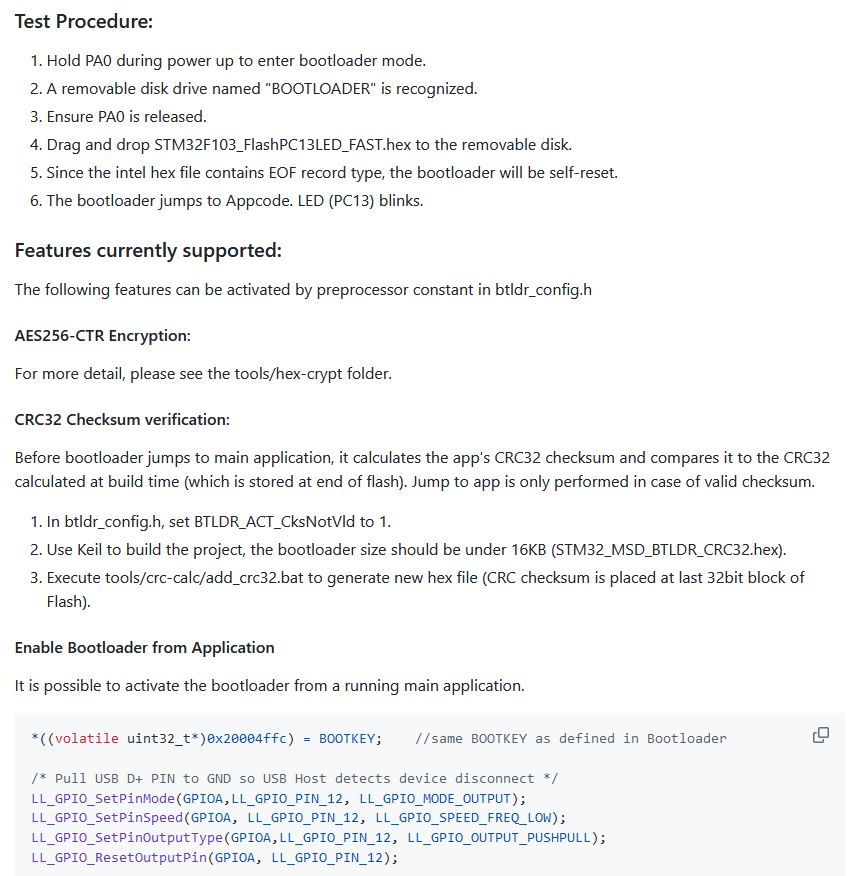 Test Procedure:
1. Hold PA0 during power up to enter bootloader mode.
2. A removable disk drive named "BOOTLOADER" is recognized.
3. Ensure PA0 is released.
4. Drag and drop STM32F103_FlashPC13LED_FAST.hex to the removable disk.
5. Since the intel hex file contains EOF record type, the bootloader will be self-reset.
6. The bootloader jumps to Appcode. LED (PC13) blinks.
Features currently supported:
The following features can be activated by preprocessor constant in btldr_config.h
AES256-CTR Encryption:
For more detail, please see the tools/hex-crypt folder.
CRC32 Checksum verification:
Before bootloader jumps to main application, it calculates the app's CRC32 checksum and compares it to the CRC32
calculated at build time (which is stored at end of flash). Jump to app is only performed in case of valid checksum.
1. In btldr_config.h, set BTLDR_ACT_CksNotVld to 1.
2. Use Keil to build the project, the bootloader size should be under 16KB (STM32_MSD_BTLDR_CRC32.hex).
3. Execute tools/crc-calc/add_crc32.bat to generate new hex file (CRC checksum is placed at last 32bit block of
Flash).
Enable Bootloader from Application
It is possible to activate the bootloader from a running main application.
*((volatile uint32_t*)0x20004ffc) = BOOTKEY;    //same BOOTKEY as defined in Bootloader
/* Pull USB D+ PIN to GND so USB Host detects device disconnect */
LL_GPIO_SetPinMode(GPIOA,LL_GPIO_PIN_12, LL_GPIO_MODE_OUTPUT);
LL_GPIO_SetPinSpeed(GPIOA, LL_GPIO_PIN_12, LL_GPIO_SPEED_FREQ_LOW);
LL_GPIO_SetPinOutputType(GPIOA,LL_GPIO_PIN_12, LL_GPIO_OUTPUT_PUSHPULL);
LL_GPIO_ResetOutputPin(GPIOA, LL_GPIO_PIN_12);